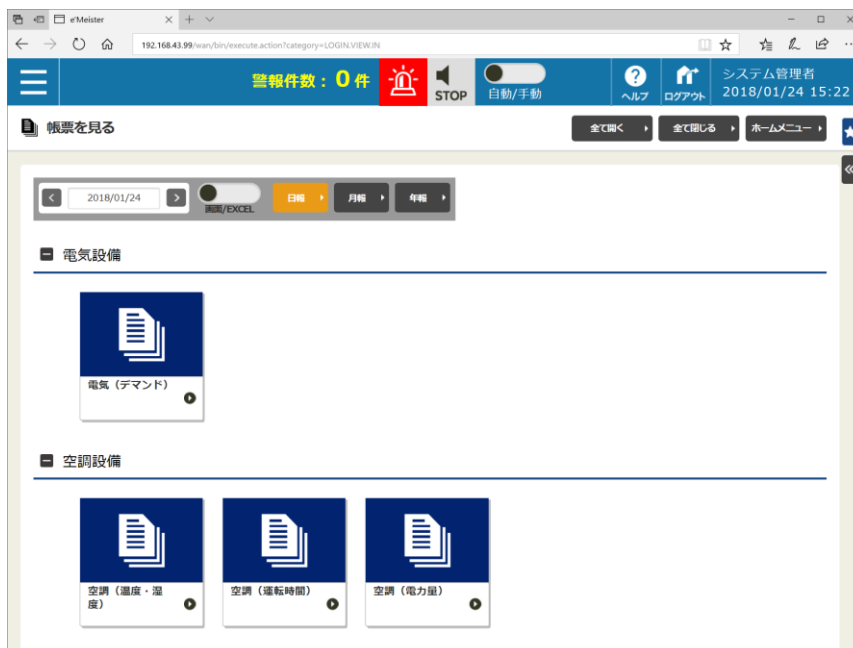 e'Meister
192.168.43.99/wan/bin/execute.action?category=LOGIN.VIEW.IN
警報件数：0件
STOP
自動/手動
ヘルプ
ログアウト
システム管理者
2018/01/24 15:22
帳票を見る
全て開く
全て閉じる
ホームメニュー
2018/01/24
画面/EXCEL
日報
月報
年報
電気設備
電気（デマンド）
空調設備
空調（温度・湿
度）
空調（運転時間）
空調（電力量）